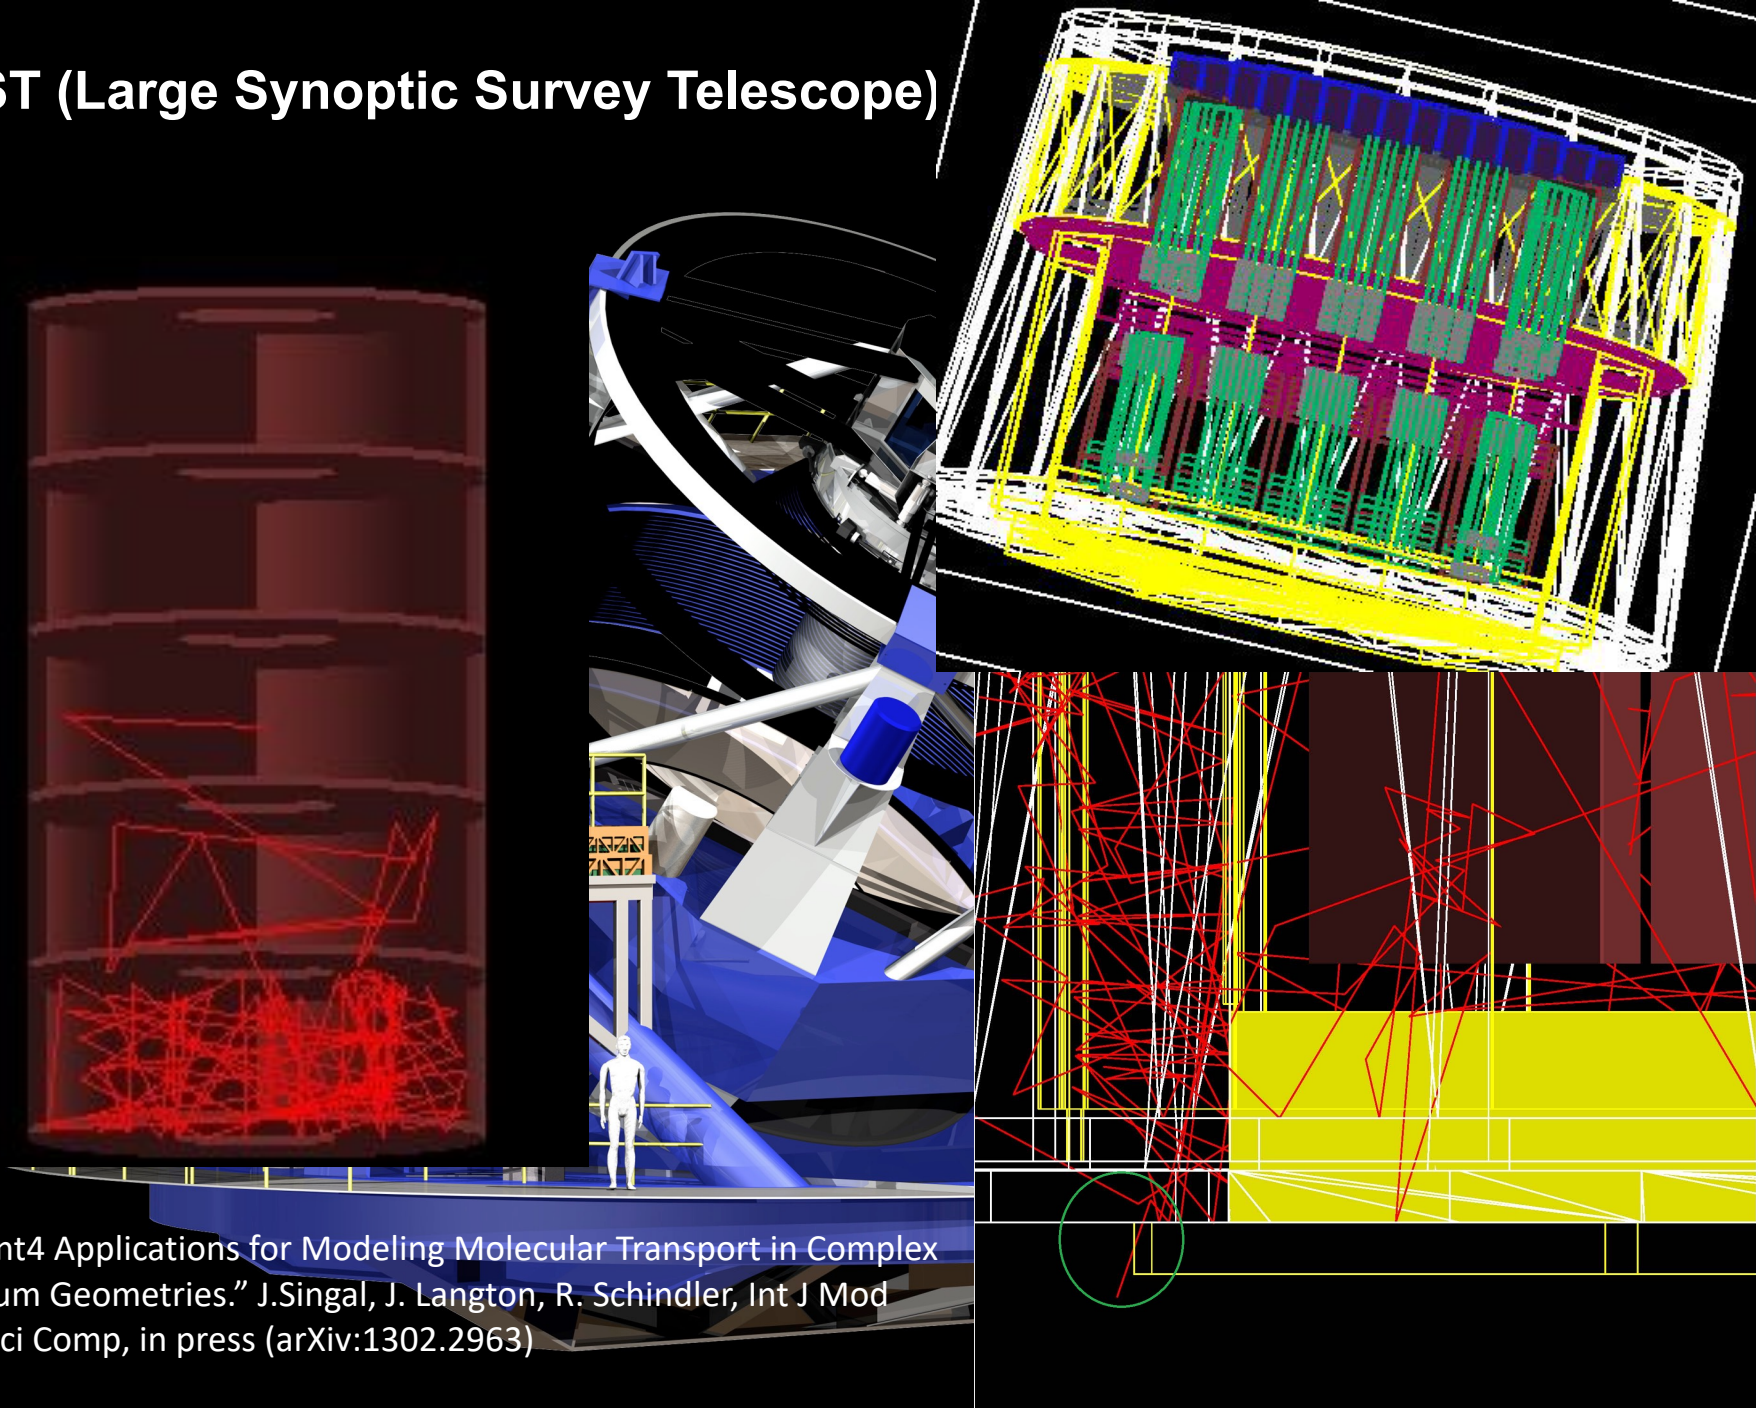 ST (Large Synoptic Survey Telescope)
nt4 Applications for Modeling Molecular Transport in Complex
um Geometries.” J.Singal, J. Langton, R. Schindler, Int J Mod
ci Comp, in press (arXiv:1302.2963)